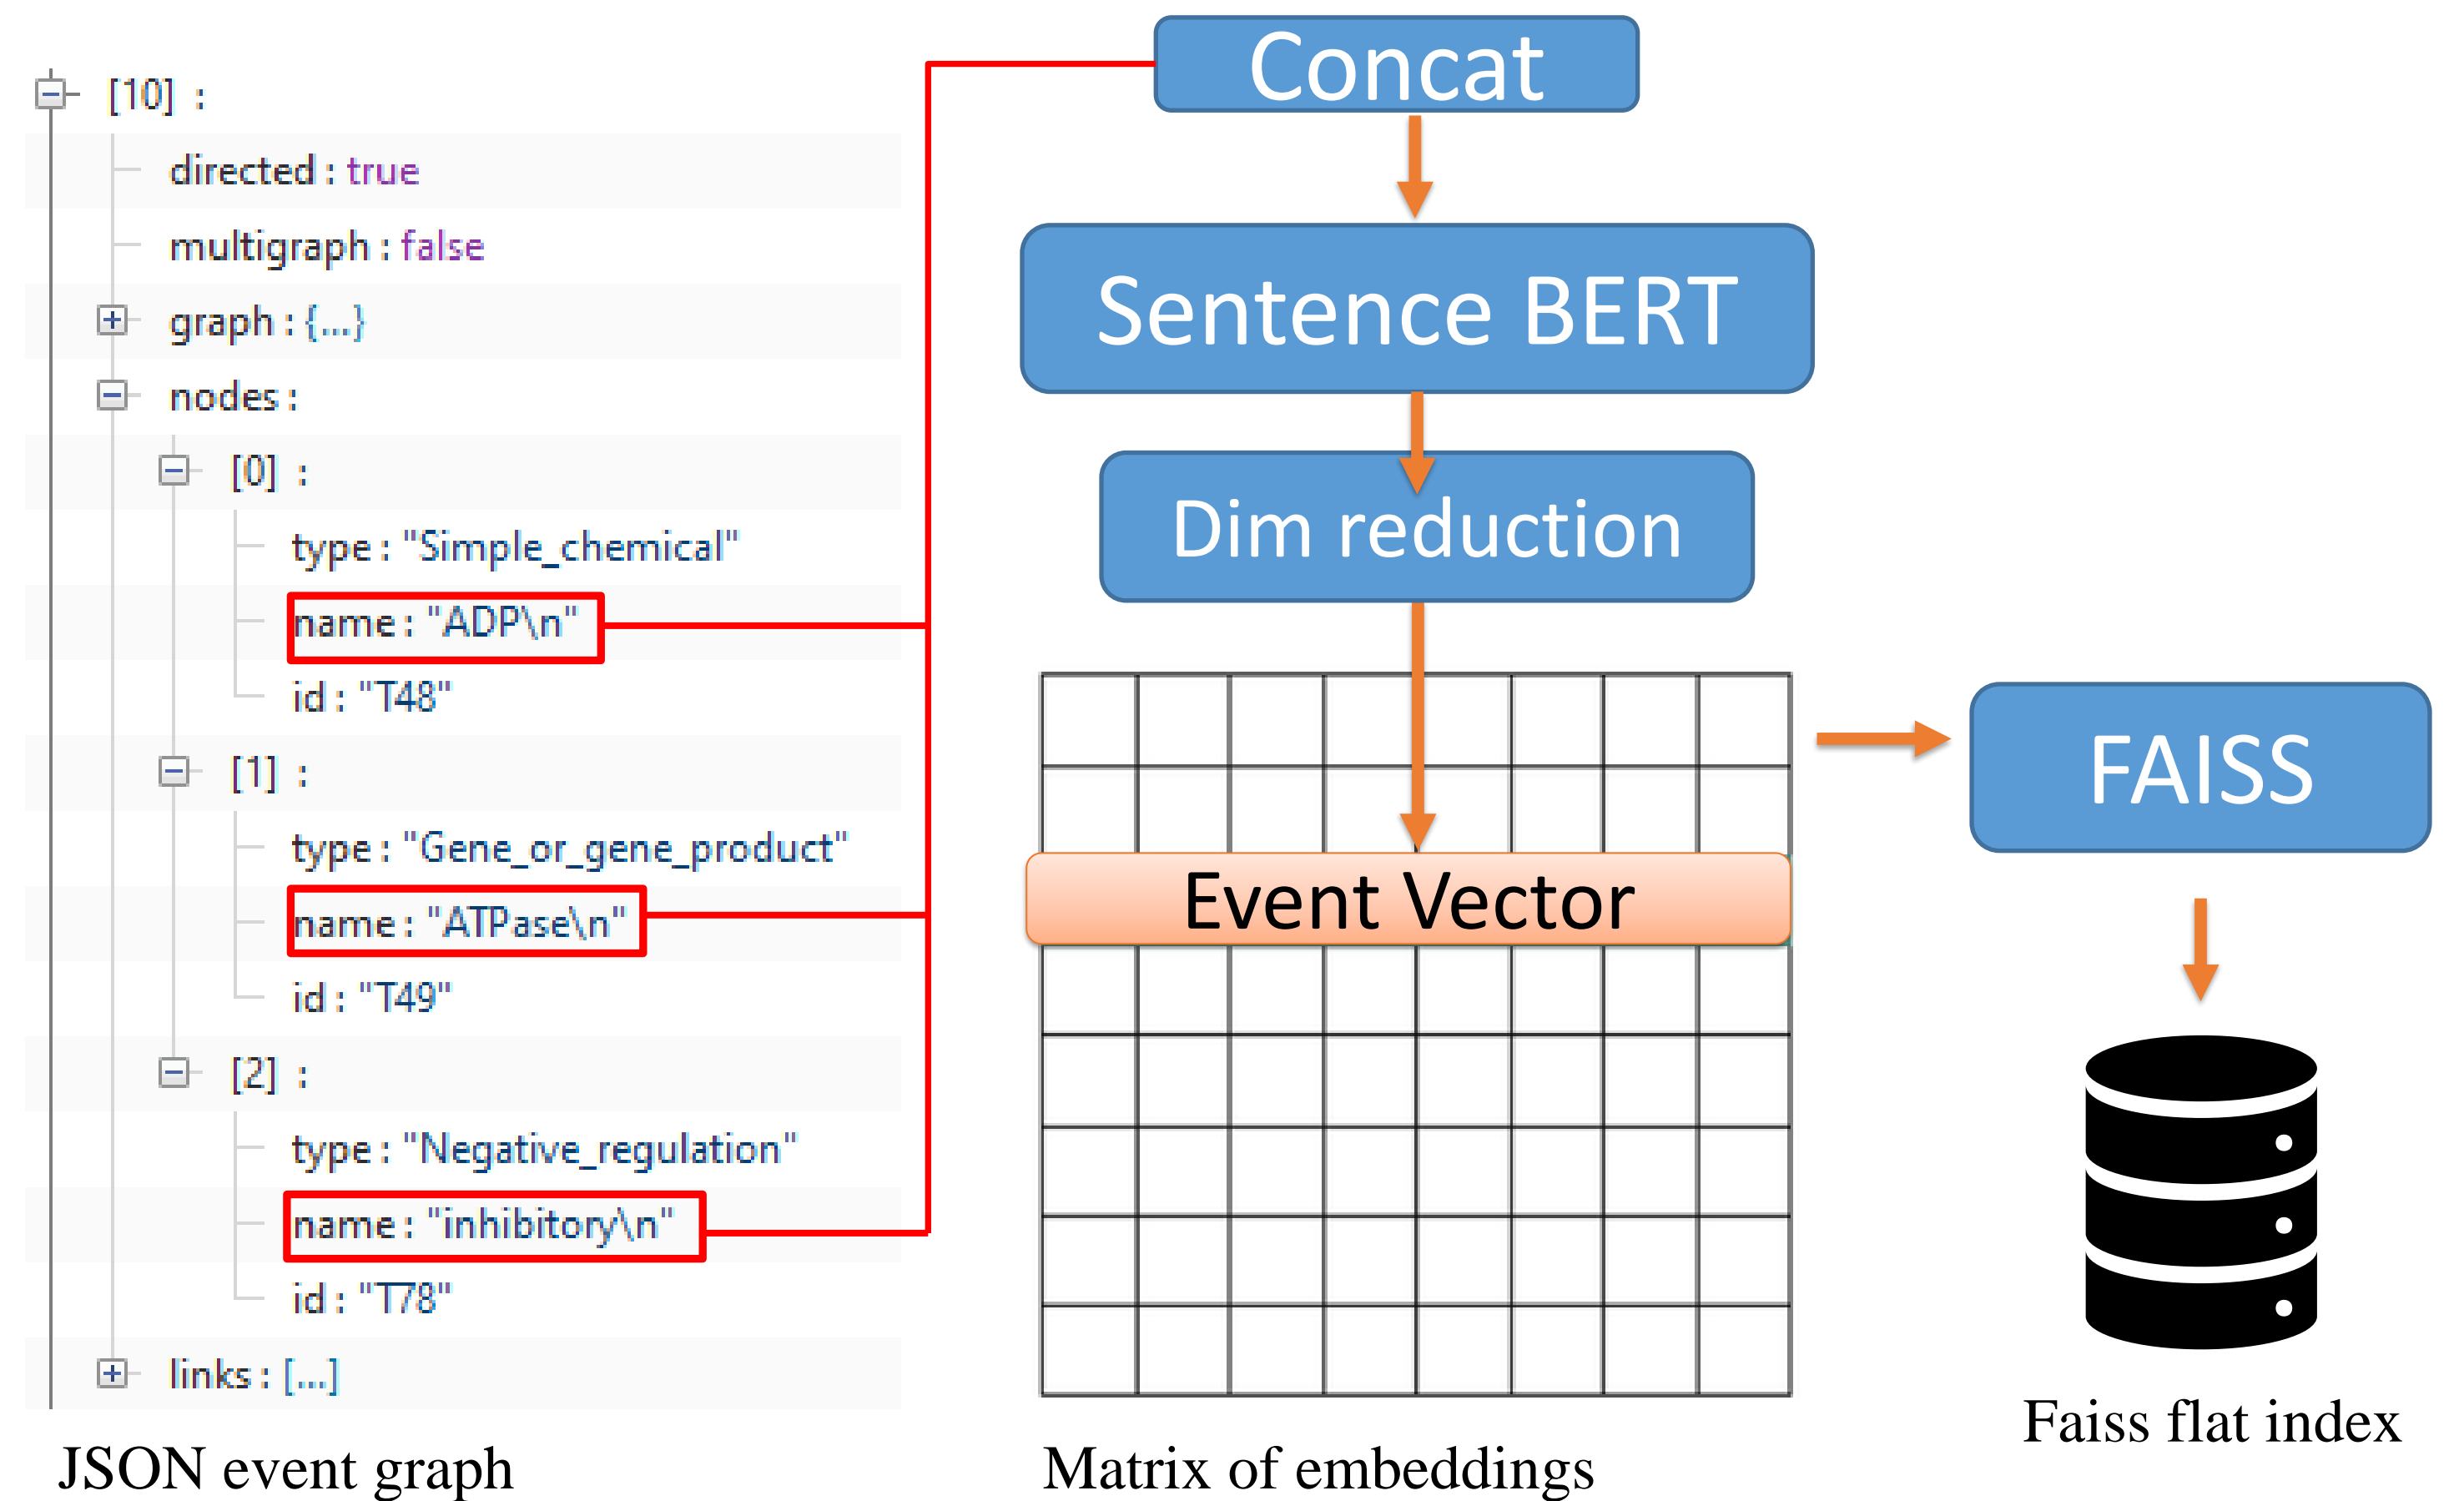 [10] :
directed : true
multigraph : false
graph : {...}
nodes :
[0] :
type : "Simple_chemical"
name : "ADP\n"
id : "T48"
[1] :
type : "Gene_or_gene_product"
name : "ATPase\n"
id : "T49"
[2] :
type : "Negative_regulation"
name : "inhibitory\n"
id : "T78"
links : [...]
JSON event graph
Concat
Sentence BERT
Dim reduction
Event Vector
Matrix of embeddings
FAISS
Faiss flat index